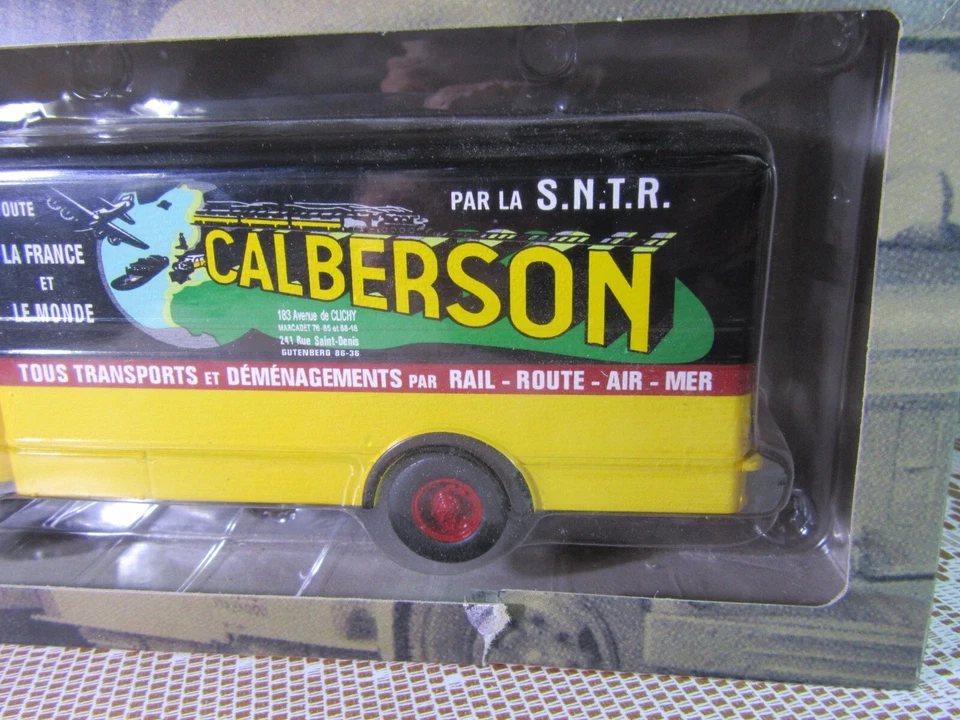 OUTE
LA FRANCE
ET
LE MONDE
PAR LA S.N.T.R.
CALBERSON
183 Avenue de CLICHY
MARCADET 76-85 et 68-18
241 Rue Saint-Denis
GUTENBERG 86-36
TOUS TRANSPORTS ET DÉMÉNAGEMENTS PAR RAIL - ROUTE - AIR - MER